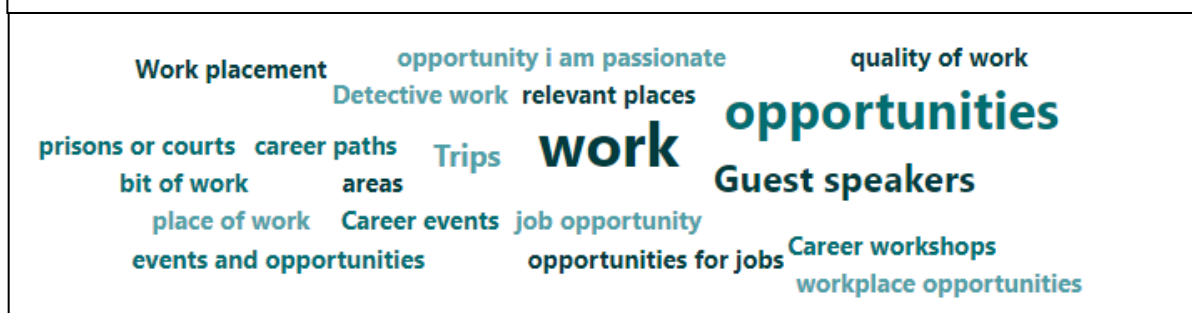 Work placement
opportunity i am passionate
quality of work
Detective work
relevant places
opportunities
prisons or courts
career paths
Trips
work
bit of work
areas
Guest speakers
place of work
Career events
job opportunity
events and opportunities
opportunities for jobs
Career workshops
workplace opportunities